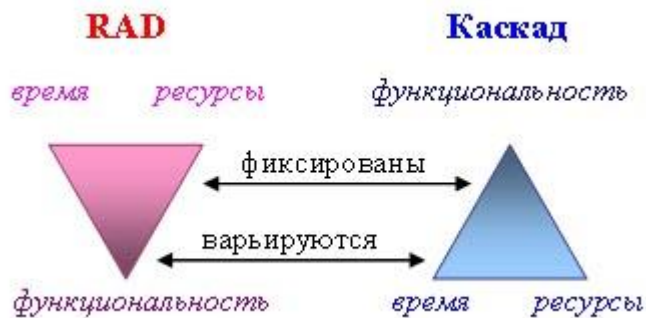 RAD Каскад
время ресурсы функциональность
фиксированы
варьируются
функциональность время ресурсы